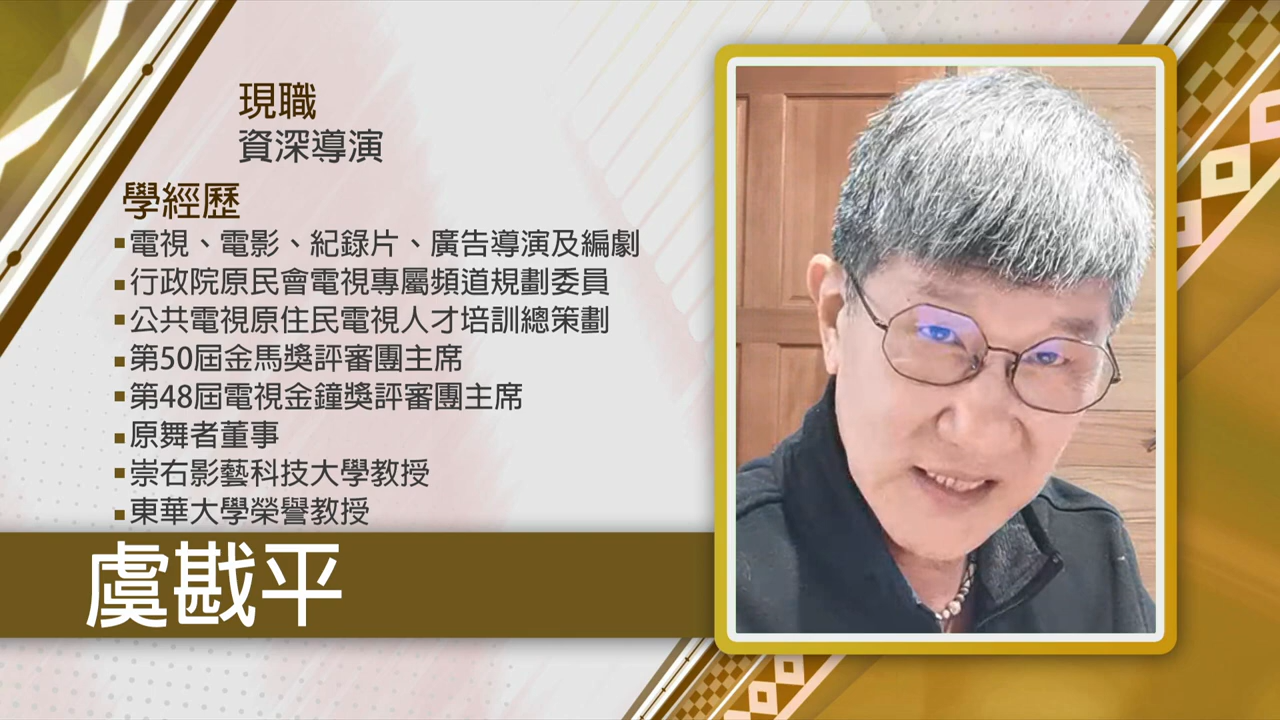 現職
資深導演
學經歷
▪電視、電影、紀錄片、廣告導演及編劇
▪行政院原民會電視專屬頻道規劃委員
▪公共電視原住民電視人才培訓總策劃
▪第50屆金馬獎評審團主席
▪第48屆電視金鐘獎評審團主席
▪原舞者董事
▪崇右影藝科技大學教授
▪東華大學榮譽教授
虞戡平